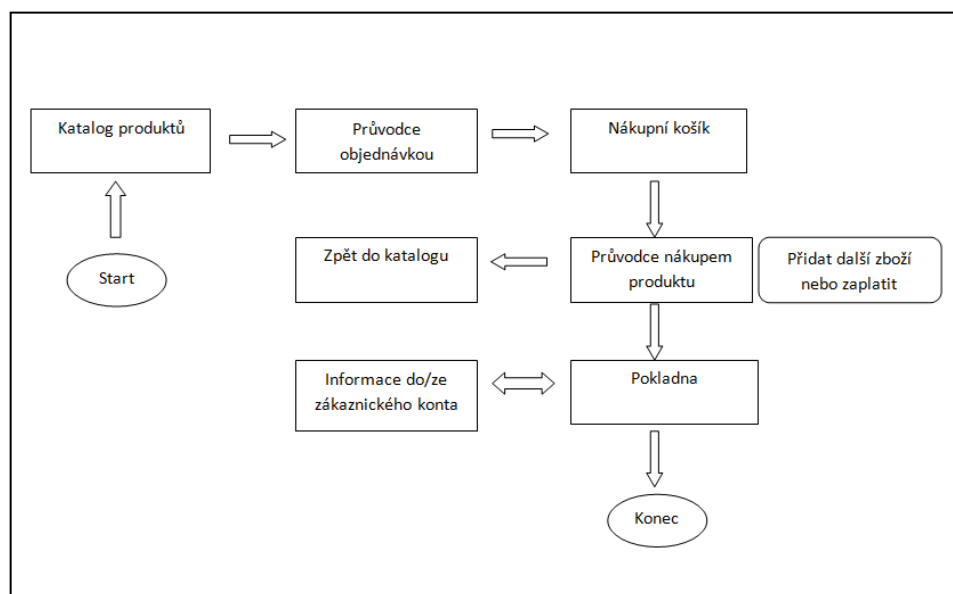 Katalog produktů
Průvodce
objednávkou
Nákupní košík
Start
Zpět do katalogu
Průvodce nákupem
produktu
Přidat další zboží
nebo zaplatit
Informace do/ze
zákaznického konta
Pokladna
Konec